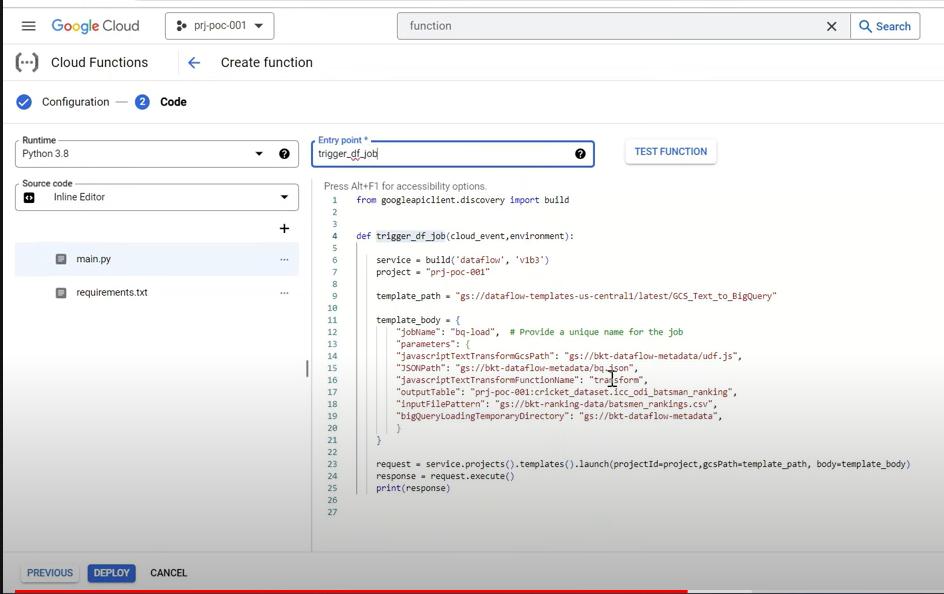 Google Cloud
prj-poc-001
function
Search
Cloud Functions
Create function
Configuration
2
Code
Runtime
Python 3.8
Entry point *
trigger_df_job
TEST FUNCTION
Source code
Inline Editor
main.py
requirements.txt
Press Alt+F1 for accessibility options.
1 from googleapiclient.discovery import build
2
3
4 def trigger_df_job(cloud_event,environment):
5
6 service = build('dataflow', 'v1b3')
7 project = "prj-poc-001"
8
9 template_path = "gs://dataflow-templates-us-central1/latest/GCS_Text_to_BigQuery"
10
11 template_body = {
12 "jobName": "bq-load", # Provide a unique name for the job
13 "parameters": {
14 "javascriptTextTransformGcsPath": "gs://bkt-dataflow-metadata/udf.js",
15 "JSONPath": "gs://bkt-dataflow-metadata/bq.json",
16 "javascriptTextTransformFunctionName": "transform",
17 "outputTable": "prj-poc-001:cricket_dataset.icc_odi_batsman_ranking",
18 "inputFilePattern": "gs://bkt-ranking-data/batsmen_rankings.csv",
19 "bigQueryLoadingTemporaryDirectory": "gs://bkt-dataflow-metadata",
20 }
21 }
22
23 request = service.projects().templates().launch(projectId=project,gcsPath=template_path, body=template_body)
24 response = request.execute()
25 print(response)
26
27
PREVIOUS
DEPLOY
CANCEL